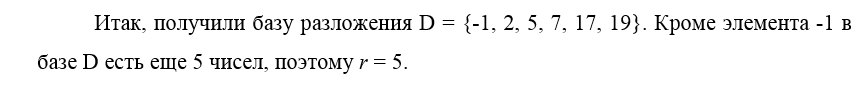 Итак, получили базу разложения D = {-1, 2, 5, 7, 17, 19}. Кроме элемента -1 в
базе D есть еще 5 чисел, поэтому r = 5.